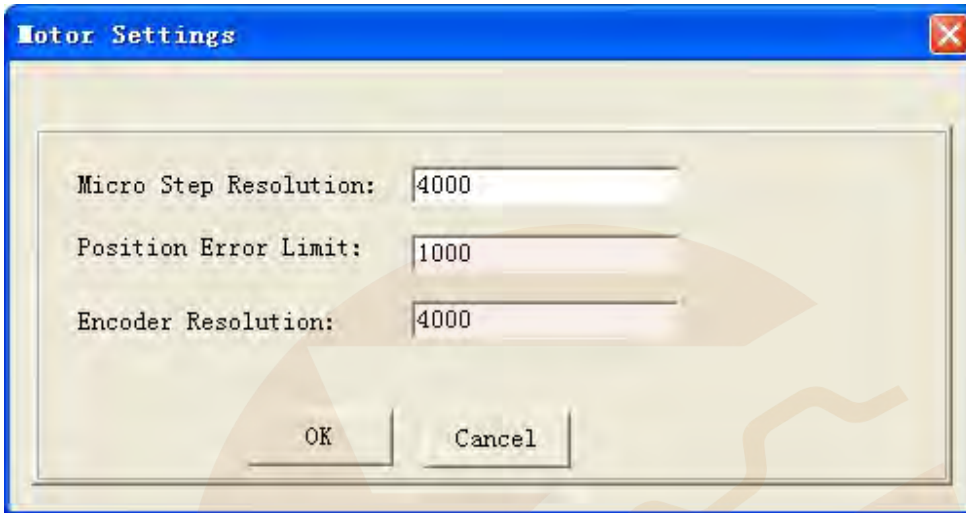 Motor Settings
Micro Step Resolution: 4000
Position Error Limit: 1000
Encoder Resolution: 4000
OK Cancel